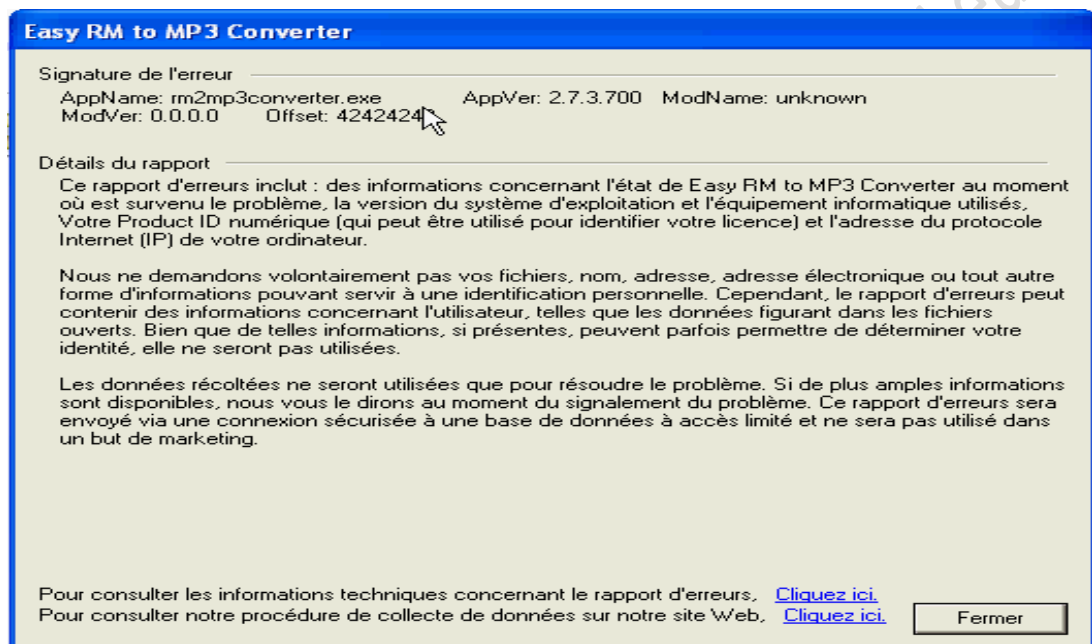 Easy RM to MP3 Converter
Signature de l'erreur
AppName: rm2mp3converter.exe AppVer: 2.7.3.700 ModName: unknown
ModVer: 0.0.0.0 Offset:
Détails du rapport
Ce rapport d'erreurs inclut : des informations concernant l'état de Easy RM to MP3 Converter au moment
où est survenu le problème, la version du système d'exploitation et l'équipement informatique utilisés,
Votre Product ID numérique (qui peut être utilisé pour identifier votre licence) et l'adresse du protocole
Internet (IP) de votre ordinateur.
Nous ne demandons volontairement pas vos fichiers, nom, adresse, adresse électronique ou tout autre
forme d'informations pouvant servir à une identification personnelle. Cependant, le rapport d'erreurs peut
contenir des informations concernant l'utilisateur, telles que les données figurant dans les fichiers
ouverts. Bien que de telles informations, si présentes, peuvent parfois permettre de déterminer votre
identité, elle ne seront pas utilisées.
Les données récoltées ne seront utilisées que pour résoudre le problème. Si de plus amples informations
sont disponibles, nous vous le dirons au moment du signalement du problème. Ce rapport d'erreurs sera
envoyé via une connexion sécurisée à une base de données à accès limité et ne sera pas utilisé dans
un but de marketing.
Pour consulter les informations techniques concernant le rapport d'erreurs, Cliquez ici.
Pour consulter notre procédure de collecte de données sur notre site Web, Cliquez ici.
Fermer